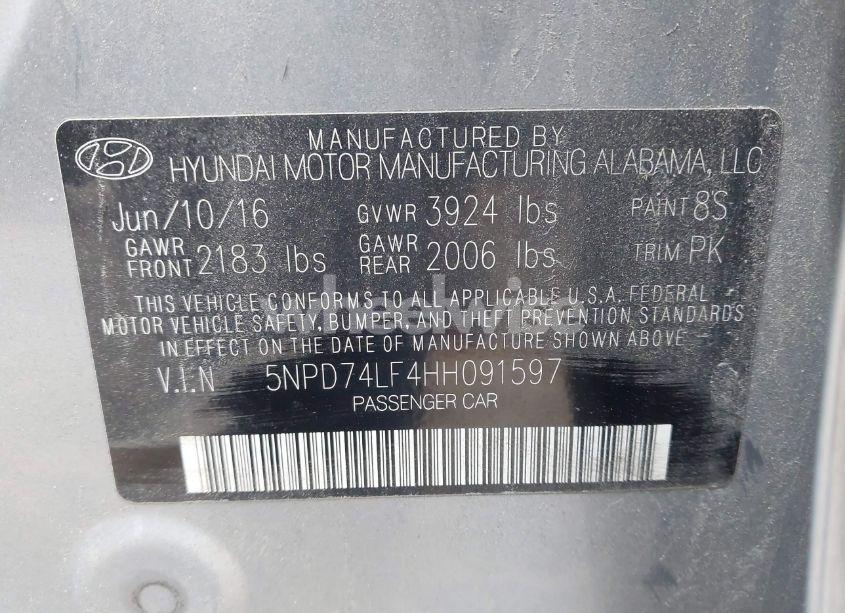 MANUFACTURED BY
HYUNDAI MOTOR MANUFACTURING ALABAMA, LLC
Jun/10/16 GVWR 3924 lbs PAINT 8S
GAWR FRONT 2183 lbs GAWR REAR 2006 lbs TRIM PK
THIS VEHICLE CONFORMS TO ALL APPLICABLE U.S.A. FEDERAL
MOTOR VEHICLE SAFETY, BUMPER, AND THEFT PREVENTION STANDARDS
IN EFFECT ON THE DATE OF MANUFACTURE SHOWN ABOVE
V.I.N 5NPD74LF4HH091597
PASSENGER CAR